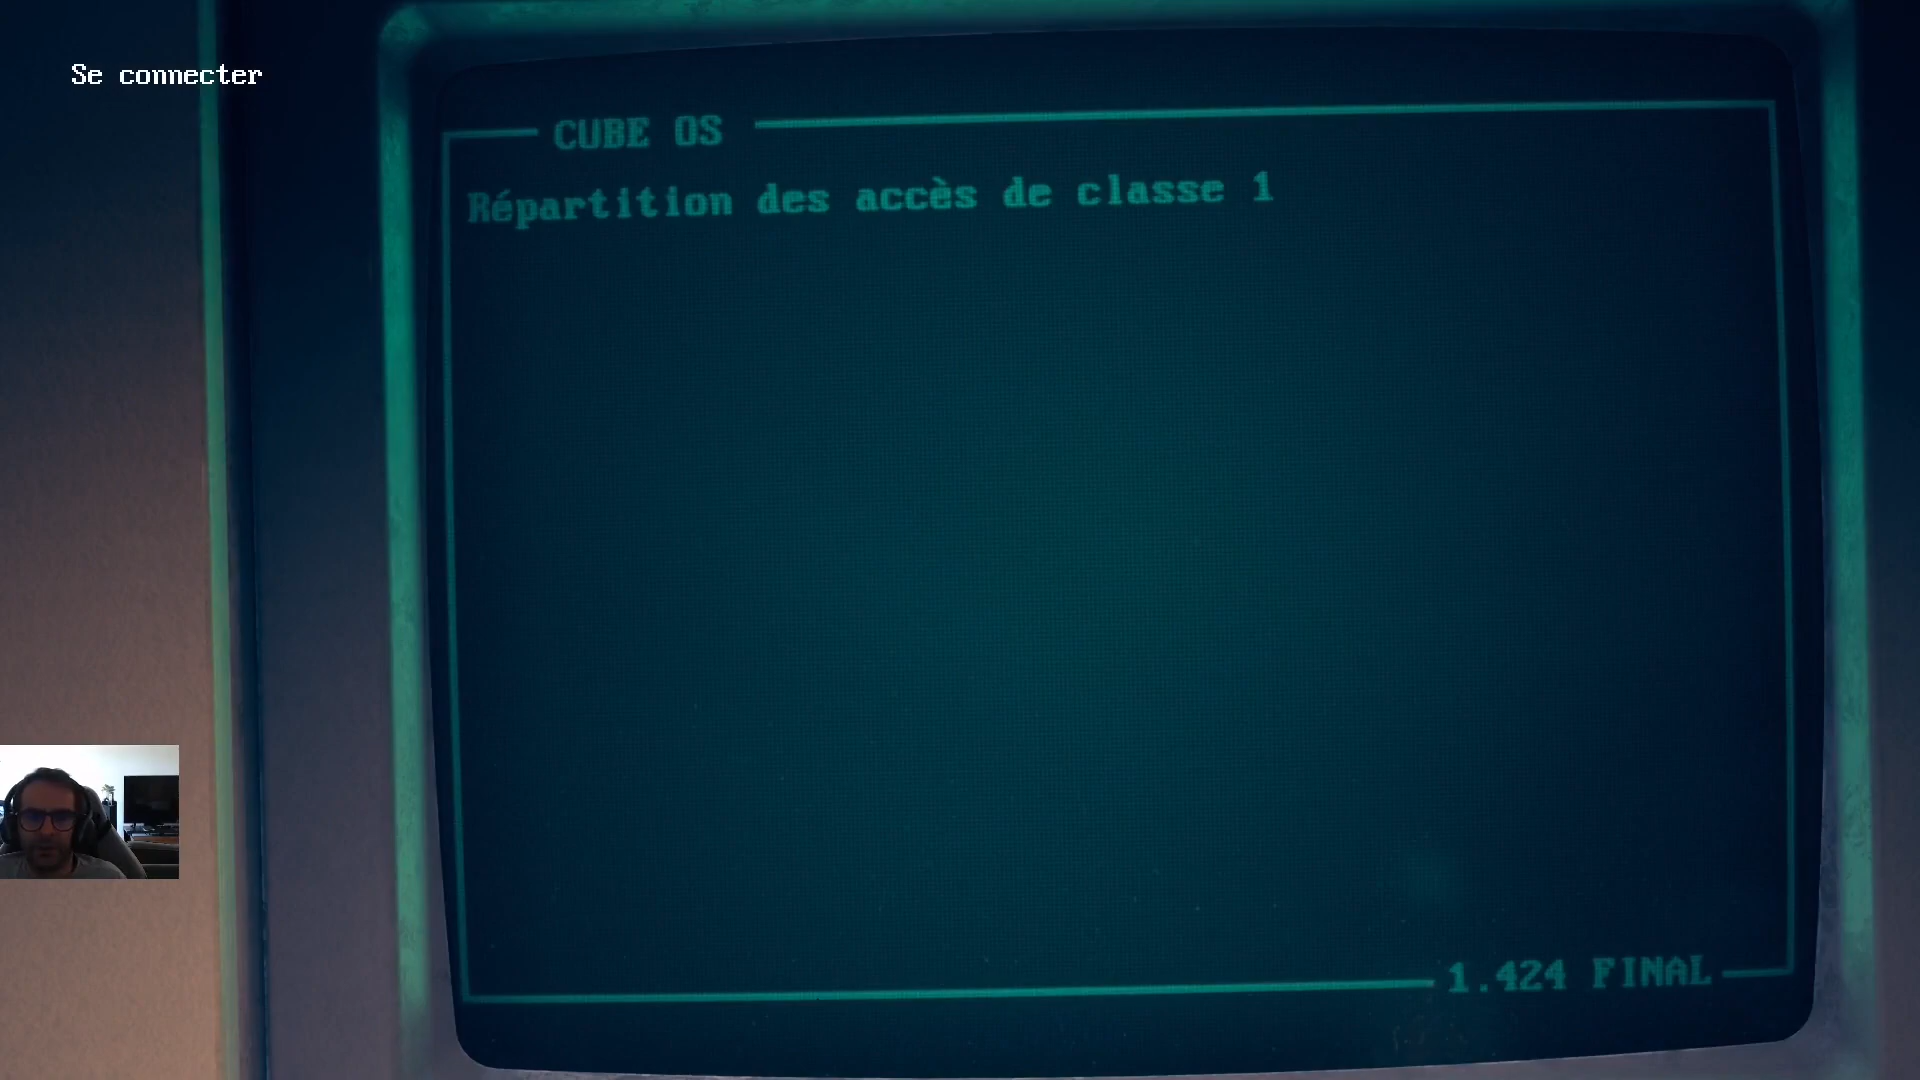 Se connecter
CUBE OS
Répartition des accès de classe 1
1.424 FINAL